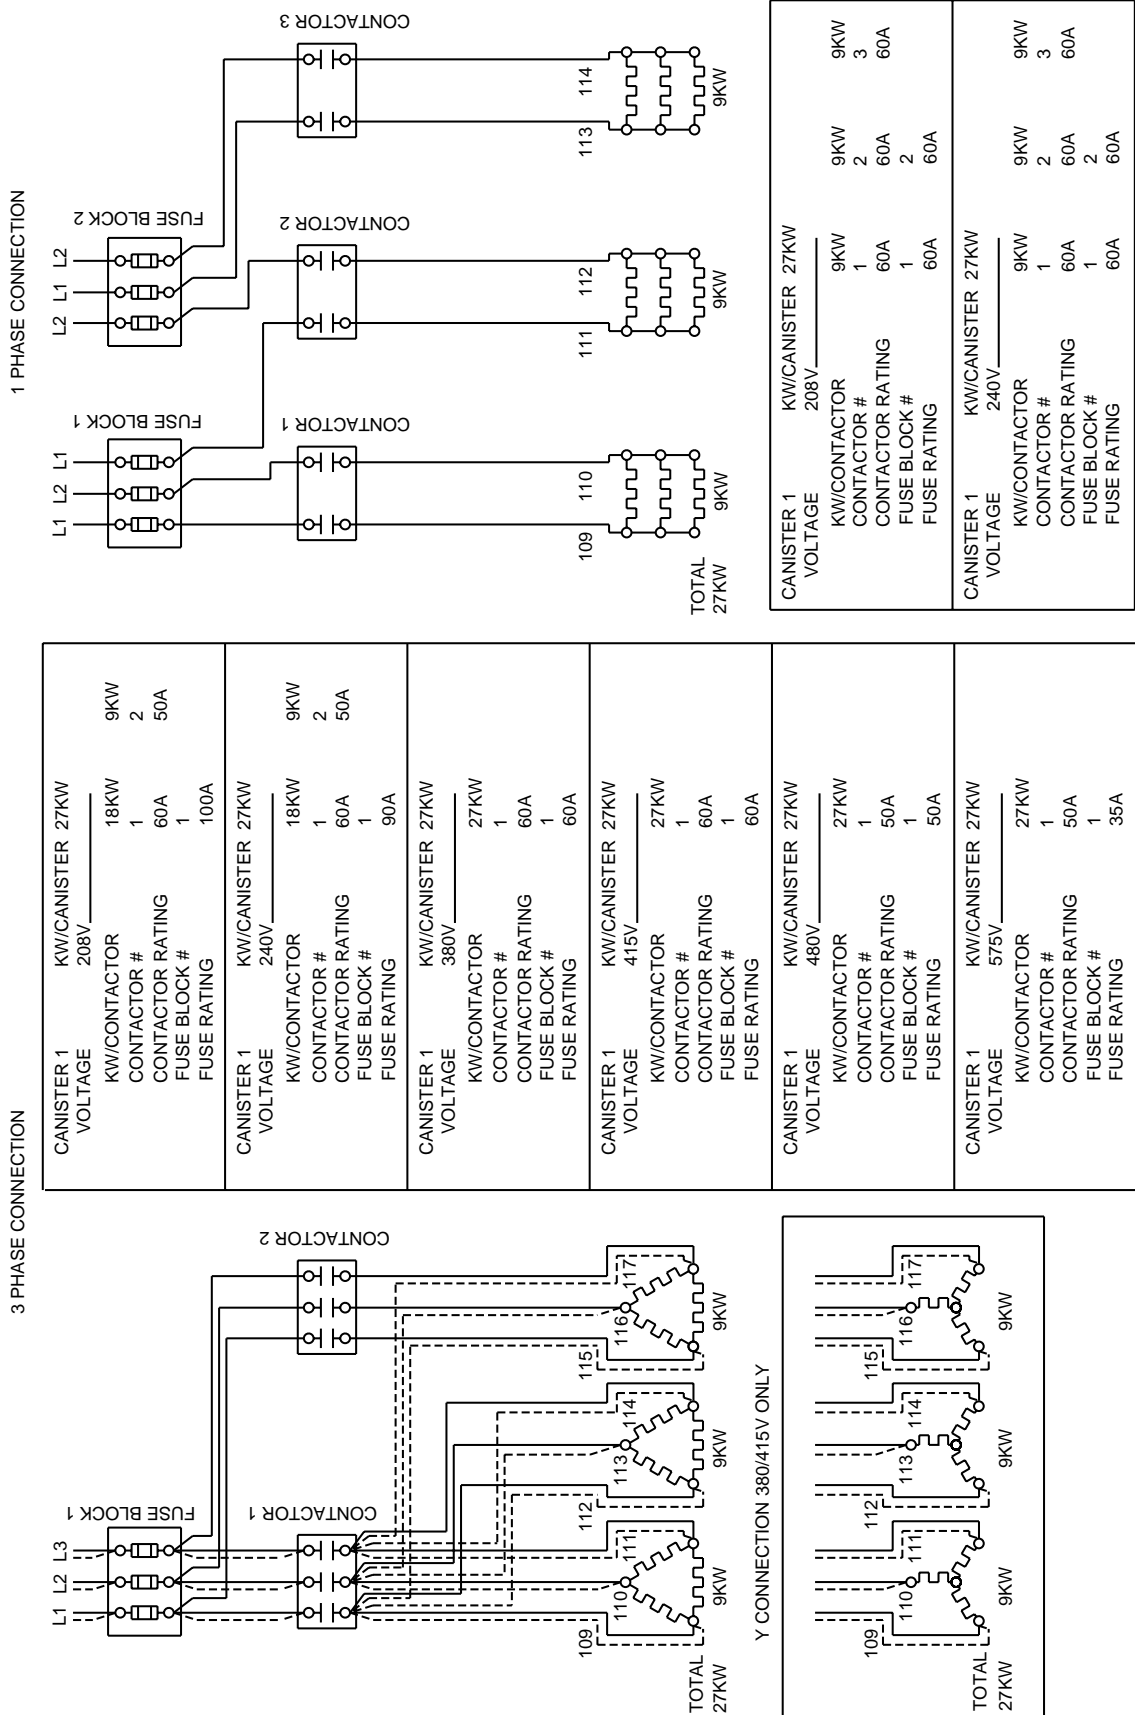 3 PHASE CONNECTION
L1 L2 L3
FUSE BLOCK 1
CONTACTOR 1
CONTACTOR 2
109 110 111 112 113 114 115 116 117
TOTAL 27KW
9KW 9KW 9KW
Y CONNECTION 380/415V ONLY
109 110 111 112 113 114 115 116 117
TOTAL 27KW
9KW 9KW 9KW
CANISTER 1 KW/CANISTER 27KW
VOLTAGE 208V
KW/CONTACTOR 18KW 9KW
CONTACTOR # 1 2
CONTACTOR RATING 60A 50A
FUSE BLOCK # 1
FUSE RATING 100A
CANISTER 1 KW/CANISTER 27KW
VOLTAGE 240V
KW/CONTACTOR 18KW 9KW
CONTACTOR # 1 2
CONTACTOR RATING 60A 50A
FUSE BLOCK # 1
FUSE RATING 90A
CANISTER 1 KW/CANISTER 27KW
VOLTAGE 380V
KW/CONTACTOR 27KW
CONTACTOR # 1
CONTACTOR RATING 60A
FUSE BLOCK # 1
FUSE RATING 60A
CANISTER 1 KW/CANISTER 27KW
VOLTAGE 415V
KW/CONTACTOR 27KW
CONTACTOR # 1
CONTACTOR RATING 60A
FUSE BLOCK # 1
FUSE RATING 60A
CANISTER 1 KW/CANISTER 27KW
VOLTAGE 480V
KW/CONTACTOR 27KW
CONTACTOR # 1
CONTACTOR RATING 50A
FUSE BLOCK # 1
FUSE RATING 50A
CANISTER 1 KW/CANISTER 27KW
VOLTAGE 575V
KW/CONTACTOR 27KW
CONTACTOR # 1
CONTACTOR RATING 50A
FUSE BLOCK # 1
FUSE RATING 35A
1 PHASE CONNECTION
L1 L2 L1 L2 L1 L2
FUSE BLOCK 1
FUSE BLOCK 2
CONTACTOR 1
CONTACTOR 2
CONTACTOR 3
109 110 111 112 113 114
TOTAL 27KW
9KW 9KW 9KW
CANISTER 1 KW/CANISTER 27KW
VOLTAGE 208V
KW/CONTACTOR 9KW 9KW 9KW
CONTACTOR # 1 2 3
CONTACTOR RATING 60A 60A 60A
FUSE BLOCK # 1 2
FUSE RATING 60A 60A
CANISTER 1 KW/CANISTER 27KW
VOLTAGE 240V
KW/CONTACTOR 9KW 9KW 9KW
CONTACTOR # 1 2 3
CONTACTOR RATING 60A 60A 60A
FUSE BLOCK # 1 2
FUSE RATING 60A 60A